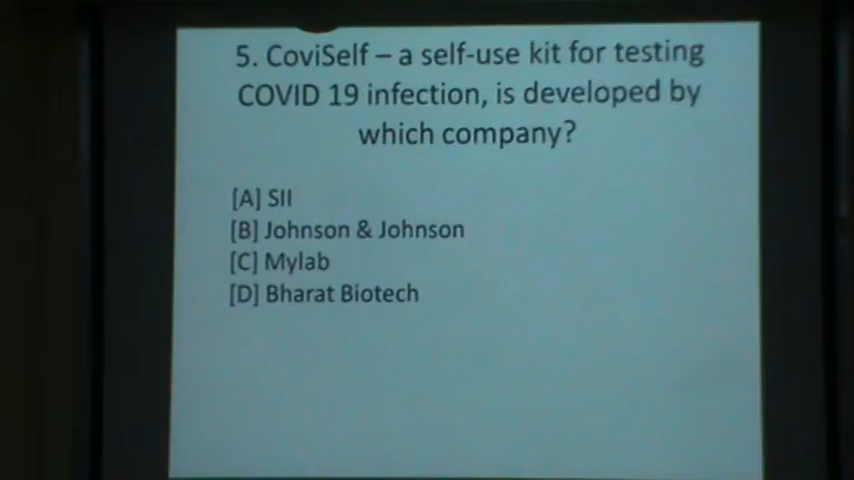 5. CoviSelf – a self-use kit for testing
COVID 19 infection, is developed by
which company?
[A] SII
[B] Johnson & Johnson
[C] Mylab
[D] Bharat Biotech